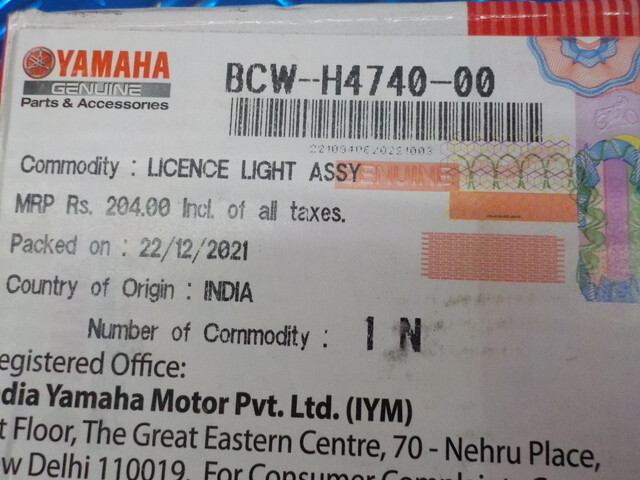 YAMAHA
GENUINE
Parts & Accessories
BCW-H4740-00
Commodity : LICENCE LIGHT ASSY
GENUINE
MRP Rs. 204.00 Incl. of all taxes.
Packed on : 22/12/2021
Country of Origin : INDIA
Number of Commodity : 1 N
egistered Office:
dia Yamaha Motor Pvt. Ltd. (IYM)
t Floor, The Great Eastern Centre, 70 - Nehru Place,
w Delhi 110019. For Consumer